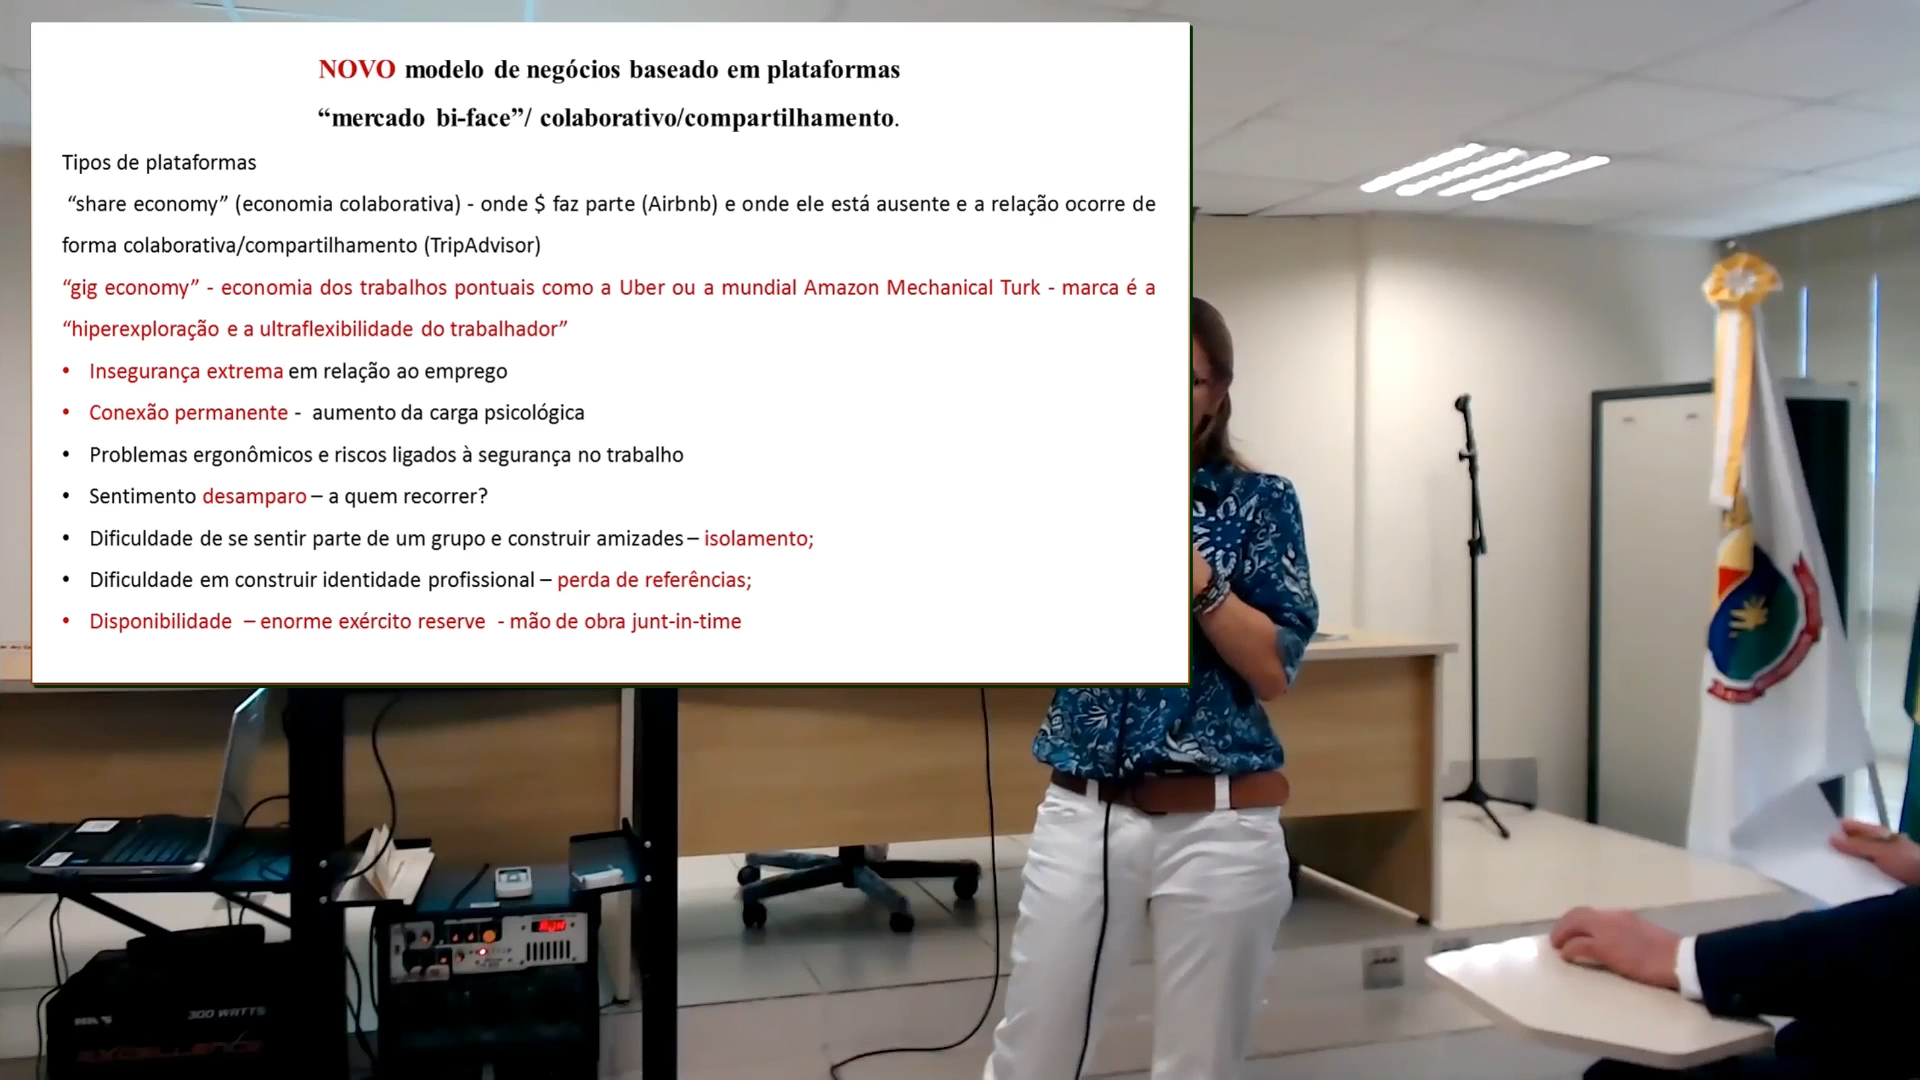 NOVO modelo de negócios baseado em plataformas
“mercado bi-face”/ colaborativo/compartilhamento.
Tipos de plataformas
“share economy” (economia colaborativa) - onde $ faz parte (Airbnb) e onde ele está ausente e a relação ocorre de
forma colaborativa/compartilhamento (TripAdvisor)
“gig economy” - economia dos trabalhos pontuais como a Uber ou a mundial Amazon Mechanical Turk - marca é a
“hiperexploração e a ultraflexibilidade do trabalhador”
• Insegurança extrema em relação ao emprego
• Conexão permanente - aumento da carga psicológica
• Problemas ergonômicos e riscos ligados à segurança no trabalho
• Sentimento desamparo – a quem recorrer?
• Dificuldade de se sentir parte de um grupo e construir amizades – isolamento;
• Dificuldade em construir identidade profissional – perda de referências;
• Disponibilidade – enorme exército reserve - mão de obra junt-in-time
300 WATTS